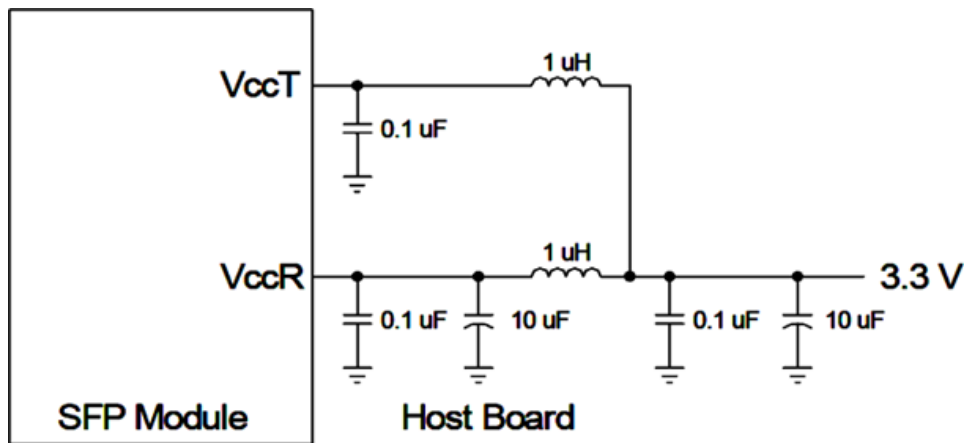 1 uH
VccT
0.1 uF
1 uH
VccR
3.3 V
0.1 uF
10 uF
0.1 uF
10 uF
SFP Module
Host Board